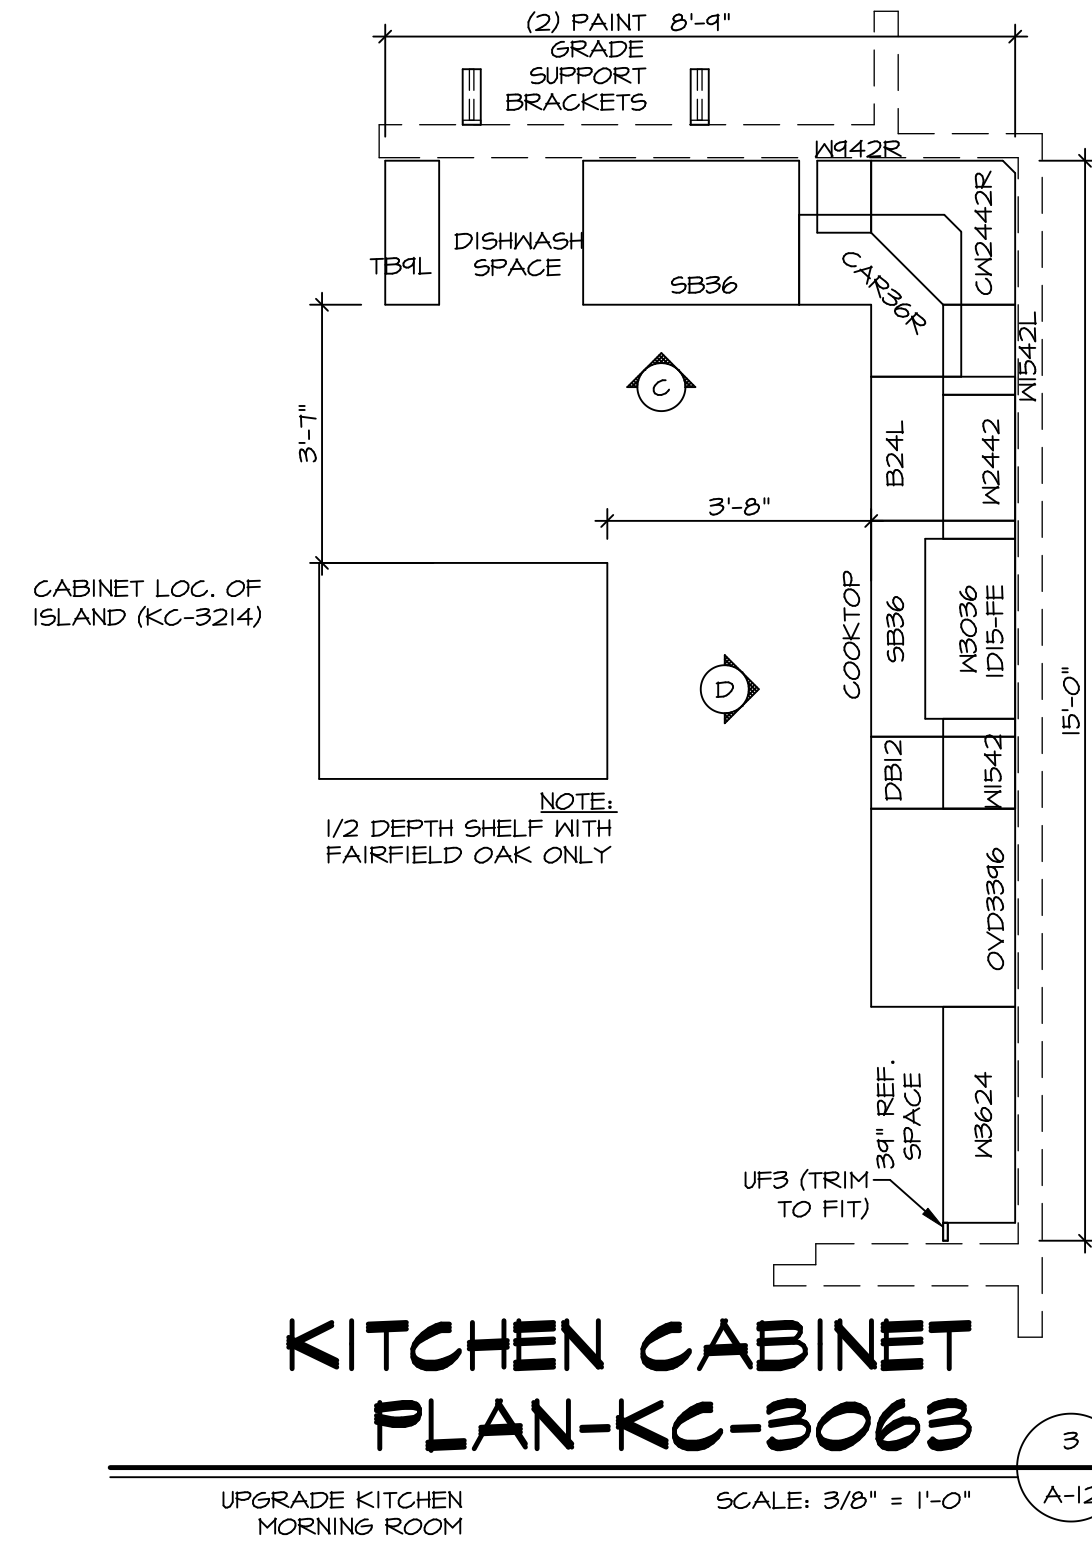 (2) PAINT 8'-9"
GRADE
SUPPORT
BRACKETS
W942R
CW2442R
DISHWASH
SPACE
TB9L
SB36
CAR36R
W1542L
C
3'-7"
B24L
W2442
3'-8"
CABINET LOC. OF
ISLAND (KC-3214)
COOKTOP
SB36
W3036
1D15-FE
D
15'-0"
DB12
W1542
NOTE:
1/2 DEPTH SHELF WITH
FAIRFIELD OAK ONLY
OVD3396
39" REF.
SPACE
W3624
UF3 (TRIM
TO FIT)
KITCHEN CABINET
PLAN-KC-3063
3
A-12
UPGRADE KITCHEN
MORNING ROOM
SCALE: 3/8" = 1'-0"